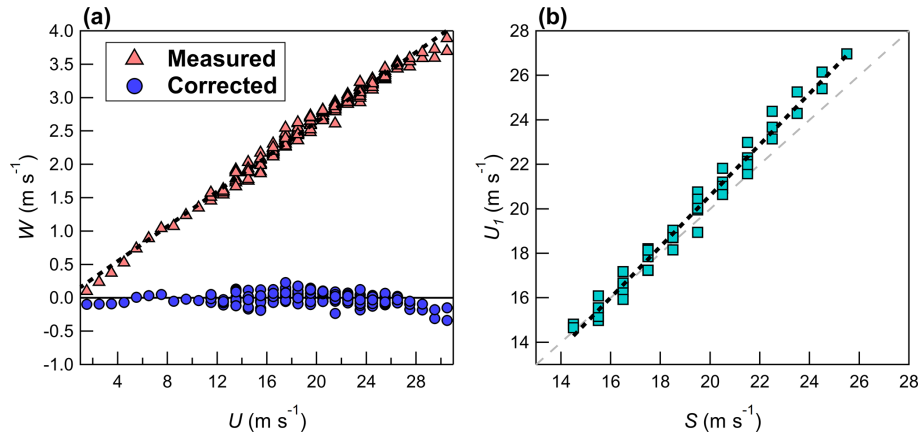 (a)
(b)
Measured
Corrected
4.0
3.5
3.0
2.5
2.0
1.5
1.0
0.5
0.0
-0.5
-1.0
W (m s⁻¹)
4 8 12 16 20 24 28
U (m s⁻¹)
28
26
24
22
20
18
16
14
U₁ (m s⁻¹)
14 16 18 20 22 24 26 28
S (m s⁻¹)